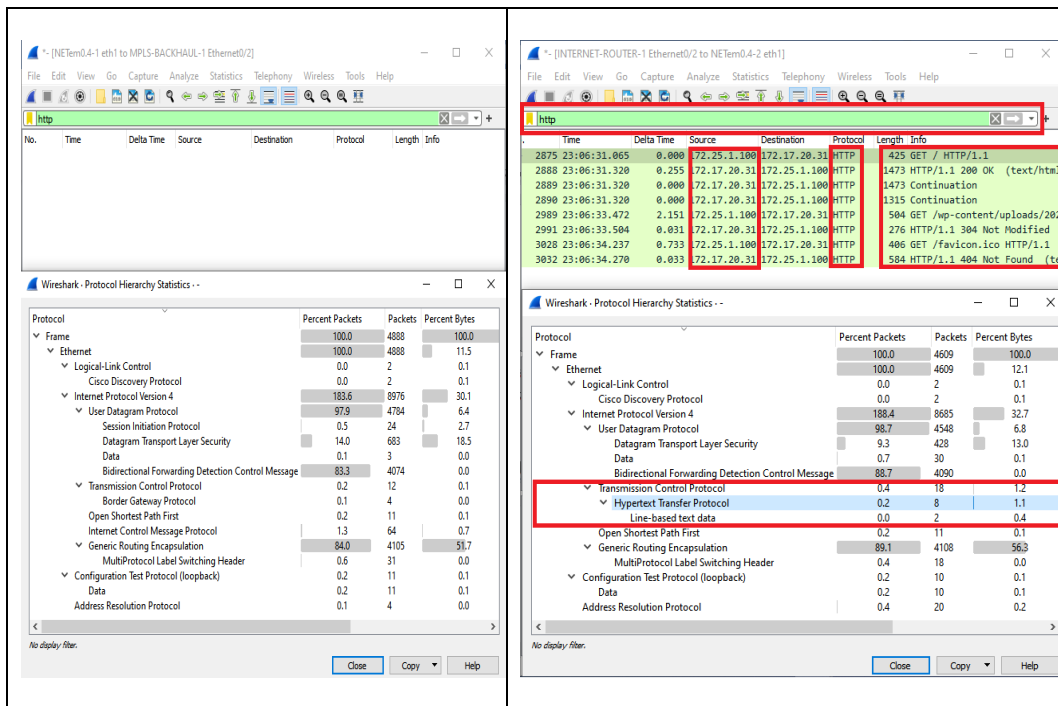 *- [NETem0.4-1 eth1 to MPLS-BACKHAUL-1 Ethernet0/2]
File Edit View Go Capture Analyze Statistics Telephony Wireless Tools Help
http
No. Time Delta Time Source Destination Protocol Length Info
Wireshark · Protocol Hierarchy Statistics · -
Protocol Percent Packets Packets Percent Bytes
Frame 100.0 4888 100.0
Ethernet 100.0 4888 11.5
Logical-Link Control 0.0 2 0.1
Cisco Discovery Protocol 0.0 2 0.1
Internet Protocol Version 4 183.6 8976 30.1
User Datagram Protocol 97.9 4784 6.4
Session Initiation Protocol 0.5 24 2.7
Datagram Transport Layer Security 14.0 683 18.5
Data 0.1 3 0.0
Bidirectional Forwarding Detection Control Message 83.3 4074 0.0
Transmission Control Protocol 0.2 12 0.1
Border Gateway Protocol 0.1 4 0.0
Open Shortest Path First 0.2 11 0.1
Internet Control Message Protocol 1.3 64 0.7
Generic Routing Encapsulation 84.0 4105 51.7
MultiProtocol Label Switching Header 0.6 31 0.0
Configuration Test Protocol (loopback) 0.2 11 0.1
Data 0.2 11 0.1
Address Resolution Protocol 0.1 4 0.0
No display filter.
Close Copy Help
*- [INTERNET-ROUTER-1 Ethernet0/2 to NETem0.4-2 eth1]
File Edit View Go Capture Analyze Statistics Telephony Wireless Tools Help
http
. Time Delta Time Source Destination Protocol Length Info
2875 23:06:31.065 0.000 172.25.1.100 172.17.20.31 HTTP 425 GET / HTTP/1.1
2888 23:06:31.320 0.255 172.17.20.31 172.25.1.100 HTTP 1473 HTTP/1.1 200 OK (text/html
2889 23:06:31.320 0.000 172.17.20.31 172.25.1.100 HTTP 1473 Continuation
2890 23:06:31.320 0.000 172.17.20.31 172.25.1.100 HTTP 1315 Continuation
2989 23:06:33.472 2.151 172.25.1.100 172.17.20.31 HTTP 504 GET /wp-content/uploads/202
2991 23:06:33.504 0.031 172.17.20.31 172.25.1.100 HTTP 276 HTTP/1.1 304 Not Modified
3028 23:06:34.237 0.733 172.25.1.100 172.17.20.31 HTTP 406 GET /favicon.ico HTTP/1.1
3032 23:06:34.270 0.033 172.17.20.31 172.25.1.100 HTTP 584 HTTP/1.1 404 Not Found (te
Wireshark · Protocol Hierarchy Statistics · -
Protocol Percent Packets Packets Percent Bytes
Frame 100.0 4609 100.0
Ethernet 100.0 4609 12.1
Logical-Link Control 0.0 2 0.1
Cisco Discovery Protocol 0.0 2 0.1
Internet Protocol Version 4 188.4 8685 32.7
User Datagram Protocol 98.7 4548 6.8
Datagram Transport Layer Security 9.3 428 13.0
Data 0.7 30 0.1
Bidirectional Forwarding Detection Control Message 88.7 4090 0.0
Transmission Control Protocol 0.4 18 1.2
Hypertext Transfer Protocol 0.2 8 1.1
Line-based text data 0.0 2 0.4
Open Shortest Path First 0.2 11 0.1
Generic Routing Encapsulation 89.1 4108 56.3
MultiProtocol Label Switching Header 0.4 18 0.0
Configuration Test Protocol (loopback) 0.2 10 0.1
Data 0.2 10 0.1
Address Resolution Protocol 0.4 20 0.2
No display filter.
Close Copy Help